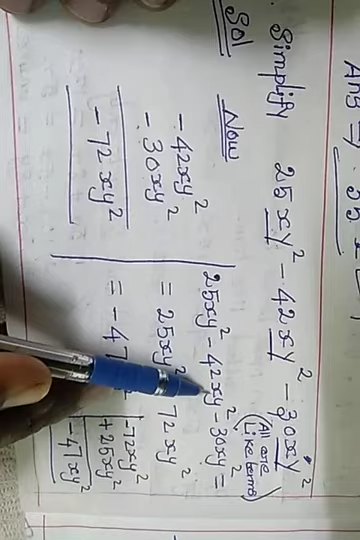 Simplify 25xy² - 42xy² - 30xy²
Sol Now (All are
Like terms)
25xy² - 42xy² - 30xy² =
= 25xy² 72xy²
= - 47
- 42xy²
- 30xy²
- 72xy²
-72xy²
+25xy²
-47xy²